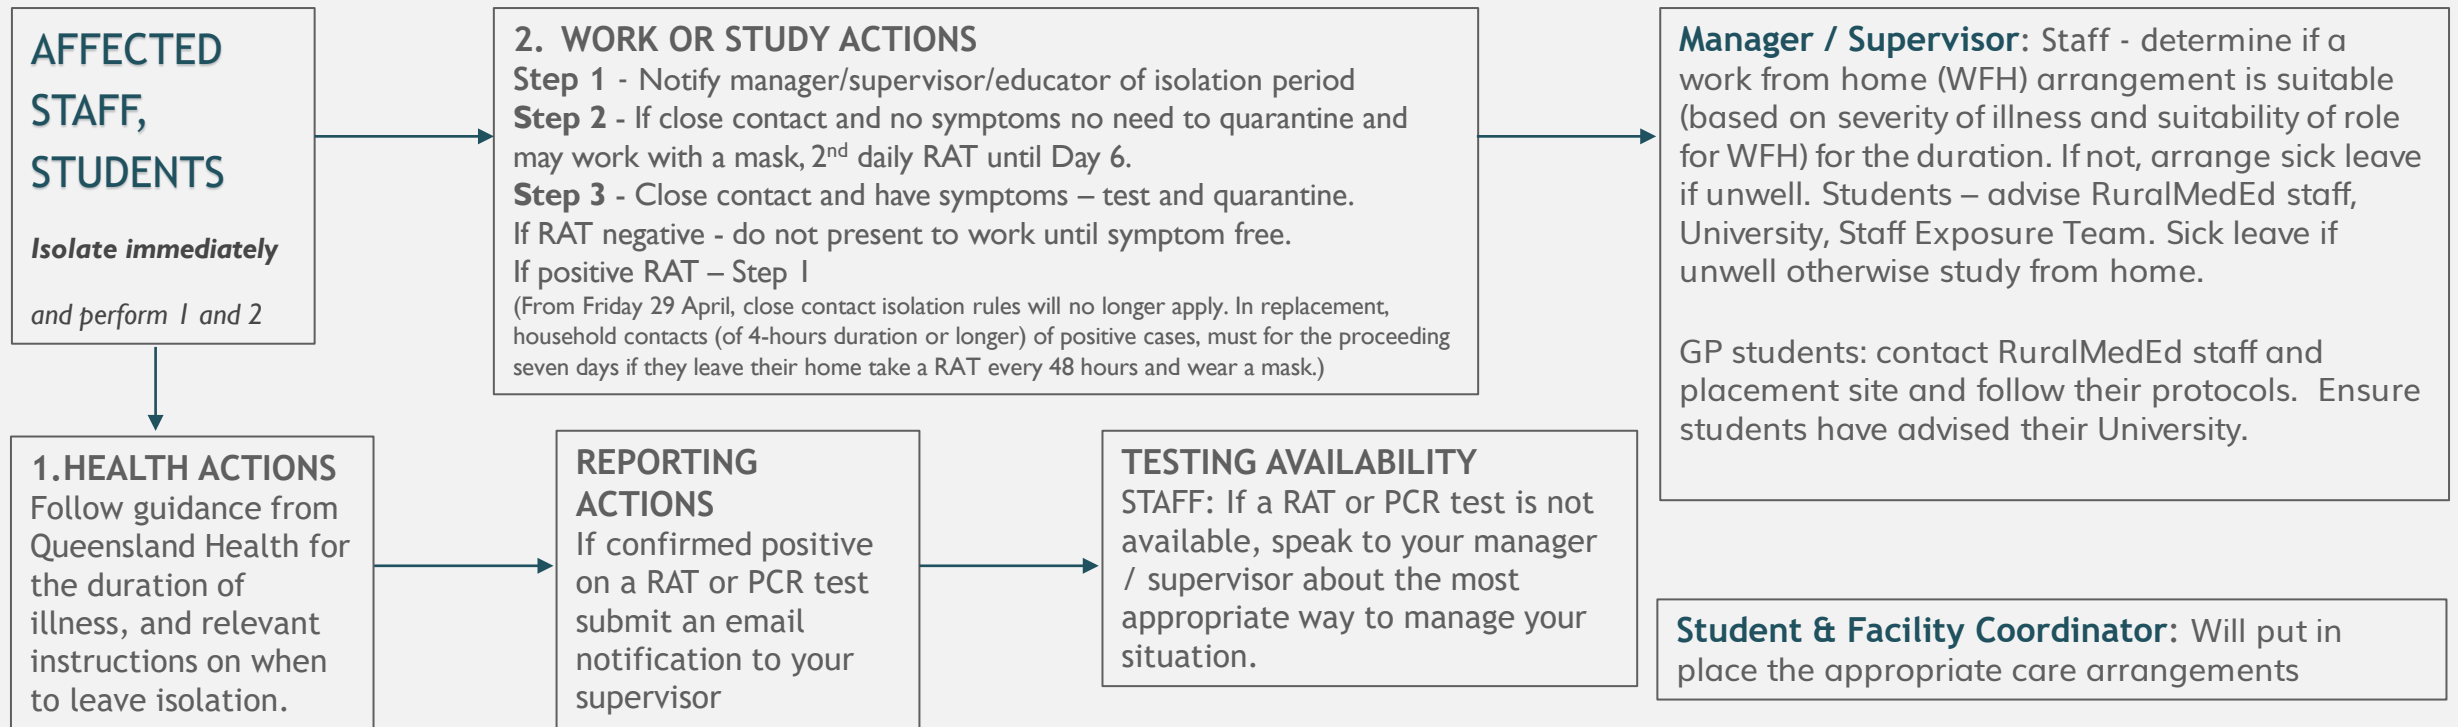 AFFECTED
STAFF,
STUDENTS
Isolate immediately
and perform 1 and 2
2. WORK OR STUDY ACTIONS
Step 1 - Notify manager/supervisor/educator of isolation period
Step 2 - If close contact and no symptoms no need to quarantine and
may work with a mask, 2nd daily RAT until Day 6.
Step 3 - Close contact and have symptoms – test and quarantine.
If RAT negative - do not present to work until symptom free.
If positive RAT – Step 1
(From Friday 29 April, close contact isolation rules will no longer apply. In replacement,
household contacts (of 4-hours duration or longer) of positive cases, must for the proceeding
seven days if they leave their home take a RAT every 48 hours and wear a mask.)
Manager / Supervisor: Staff - determine if a
work from home (WFH) arrangement is suitable
(based on severity of illness and suitability of role
for WFH) for the duration. If not, arrange sick leave
if unwell. Students – advise RuralMedEd staff,
University, Staff Exposure Team. Sick leave if
unwell otherwise study from home.
GP students: contact RuralMedEd staff and
placement site and follow their protocols. Ensure
students have advised their University.
1.HEALTH ACTIONS
Follow guidance from
Queensland Health for
the duration of
illness, and relevant
instructions on when
to leave isolation.
REPORTING
ACTIONS
If confirmed positive
on a RAT or PCR test
submit an email
notification to your
supervisor
TESTING AVAILABILITY
STAFF: If a RAT or PCR test is not
available, speak to your manager
/ supervisor about the most
appropriate way to manage your
situation.
Student & Facility Coordinator: Will put in
place the appropriate care arrangements